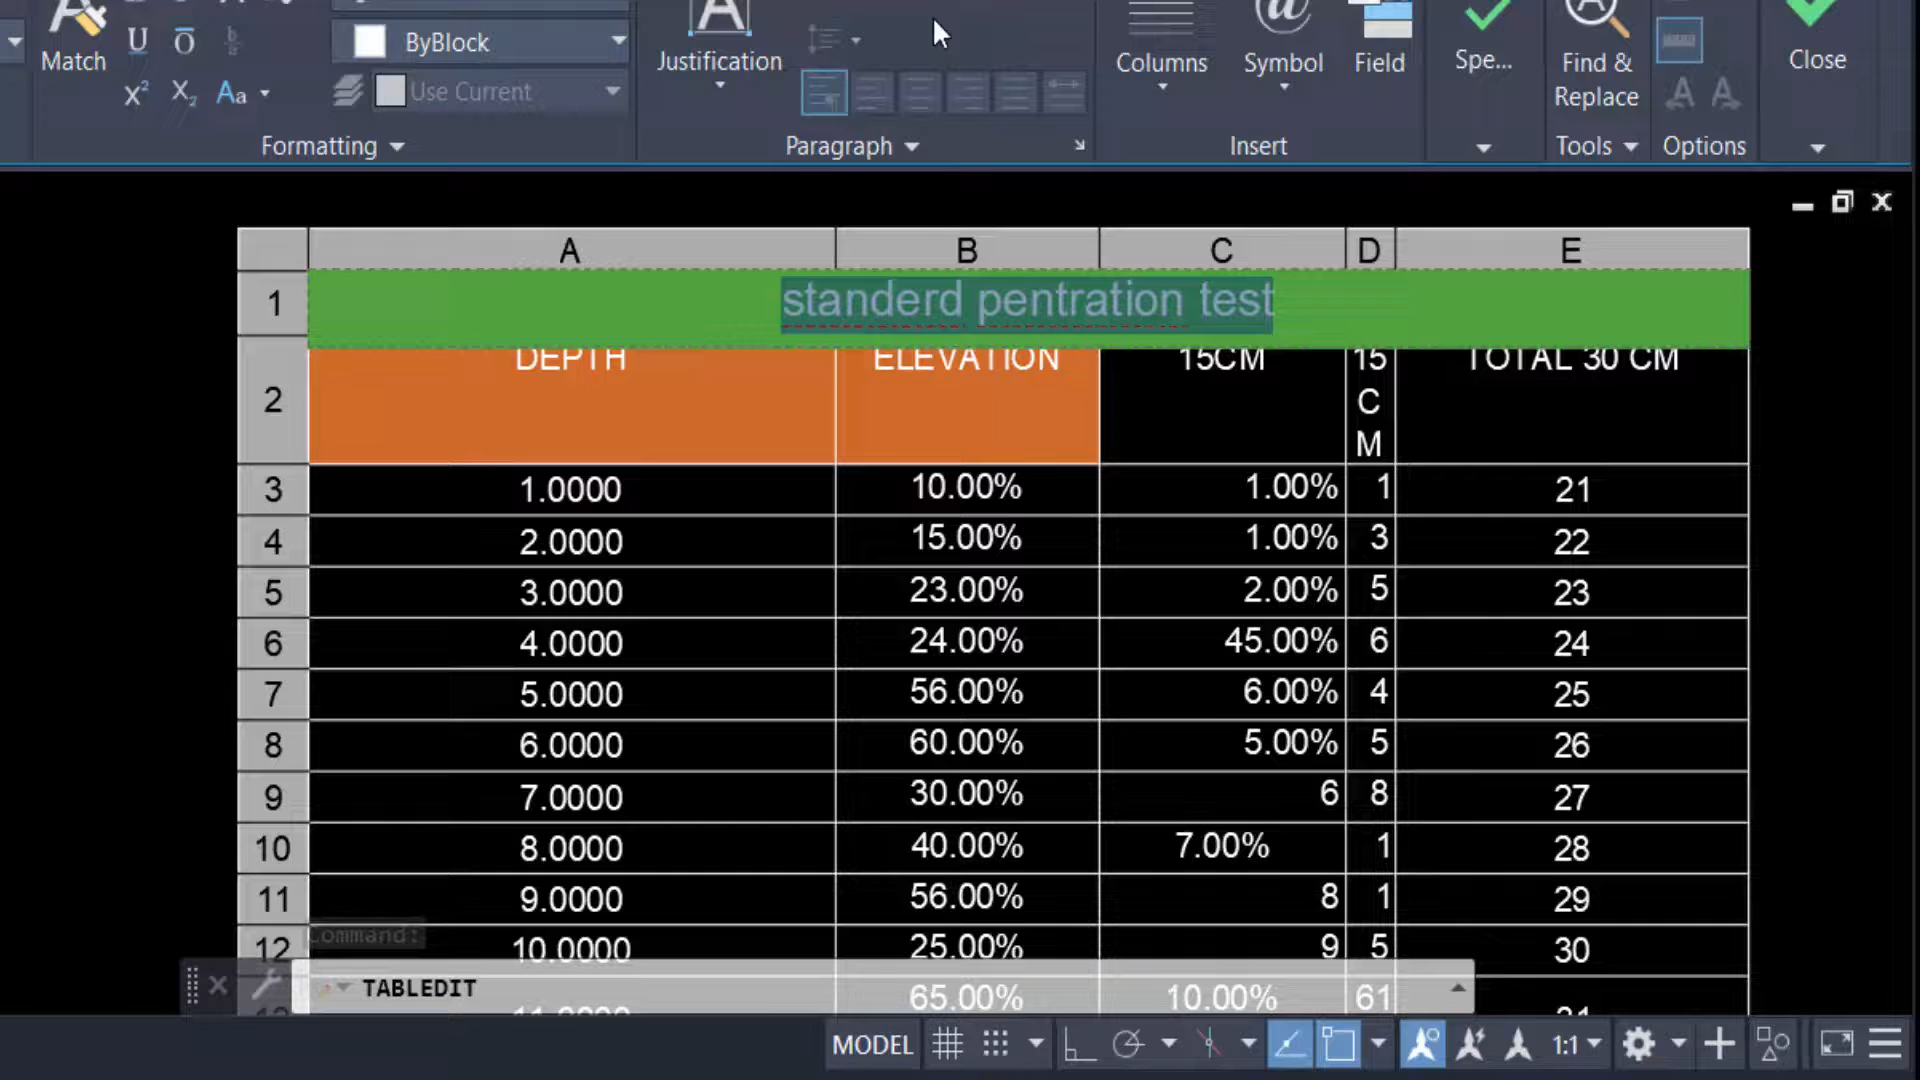 Match
U O
X² X₂ Aa
ByBlock
Use Current
Formatting
Justification
Paragraph
Columns
Symbol
Field
Insert
Spe...
Find &
Replace
Tools
Options
Close
A B C D E
1 standerd pentration test
2 DEPTH ELEVATION 15CM 15
C
M TOTAL 30 CM
3 1.0000 10.00% 1.00% 1 21
4 2.0000 15.00% 1.00% 3 22
5 3.0000 23.00% 2.00% 5 23
6 4.0000 24.00% 45.00% 6 24
7 5.0000 56.00% 6.00% 4 25
8 6.0000 60.00% 5.00% 5 26
9 7.0000 30.00% 6 8 27
10 8.0000 40.00% 7.00% 1 28
11 9.0000 56.00% 8 1 29
12 10.0000 25.00% 9 5 30
65.00% 10.00% 61
Command:
TABLEDIT
MODEL 1:1